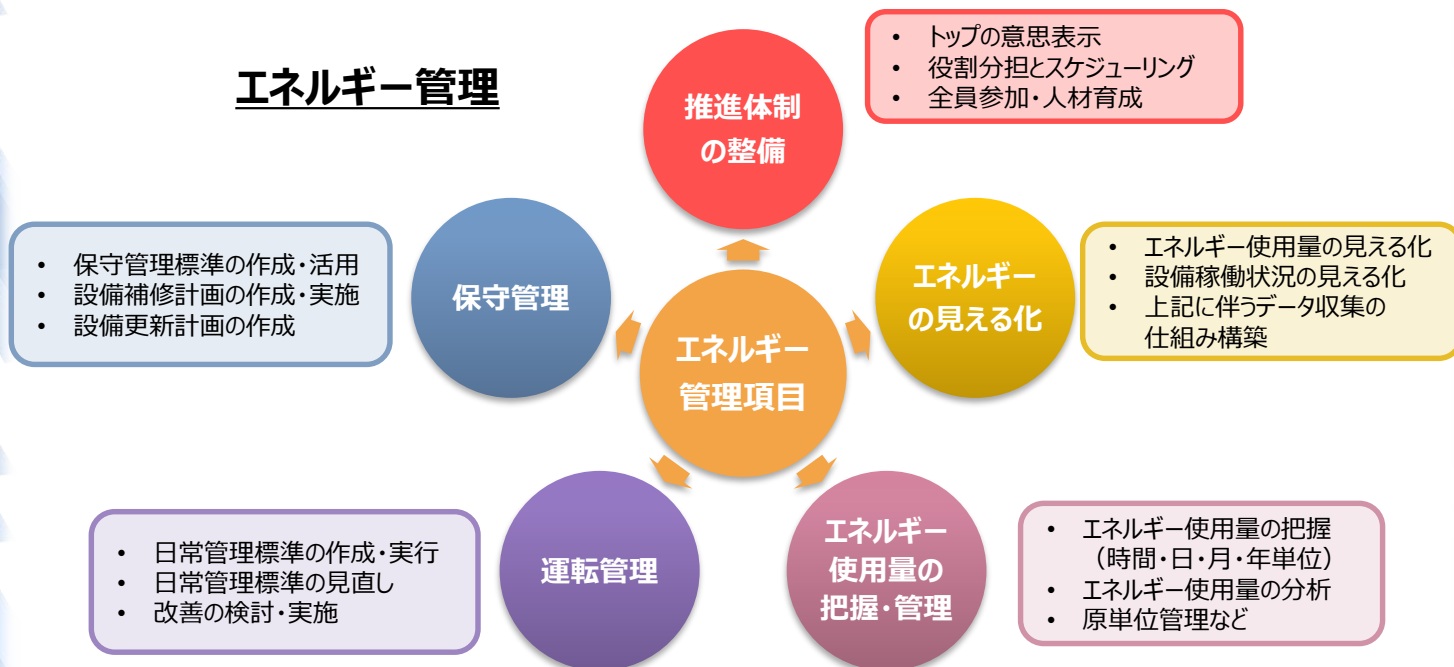 エネルギー管理
推進体制
の整備
• トップの意思表示
• 役割分担とスケジューリング
• 全員参加・人材育成
エネルギー
の見える化
• エネルギー使用量の見える化
• 設備稼働状況の見える化
• 上記に伴うデータ収集の
仕組み構築
エネルギー
管理項目
保守管理
• 保守管理標準の作成・活用
• 設備補修計画の作成・実施
• 設備更新計画の作成
運転管理
• 日常管理標準の作成・実行
• 日常管理標準の見直し
• 改善の検討・実施
エネルギー
使用量の
把握・管理
• エネルギー使用量の把握
（時間・日・月・年単位）
• エネルギー使用量の分析
• 原単位管理など